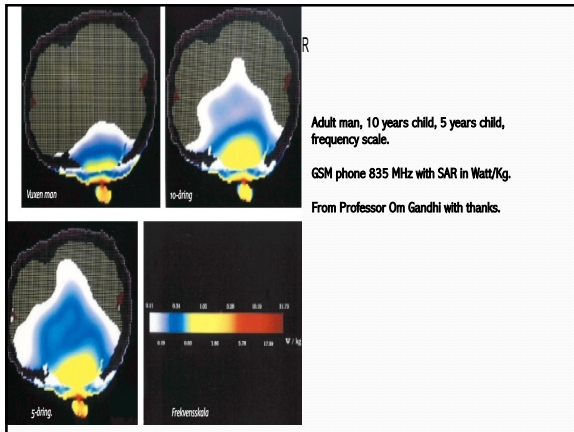 R
Adult man, 10 years child, 5 years child,
frequency scale.
GSM phone 835 MHz with SAR in Watt/Kg.
From Professor Om Gandhi with thanks.
Vuxen man
10-åring
5-åring.
Frekvensskala
W / kg